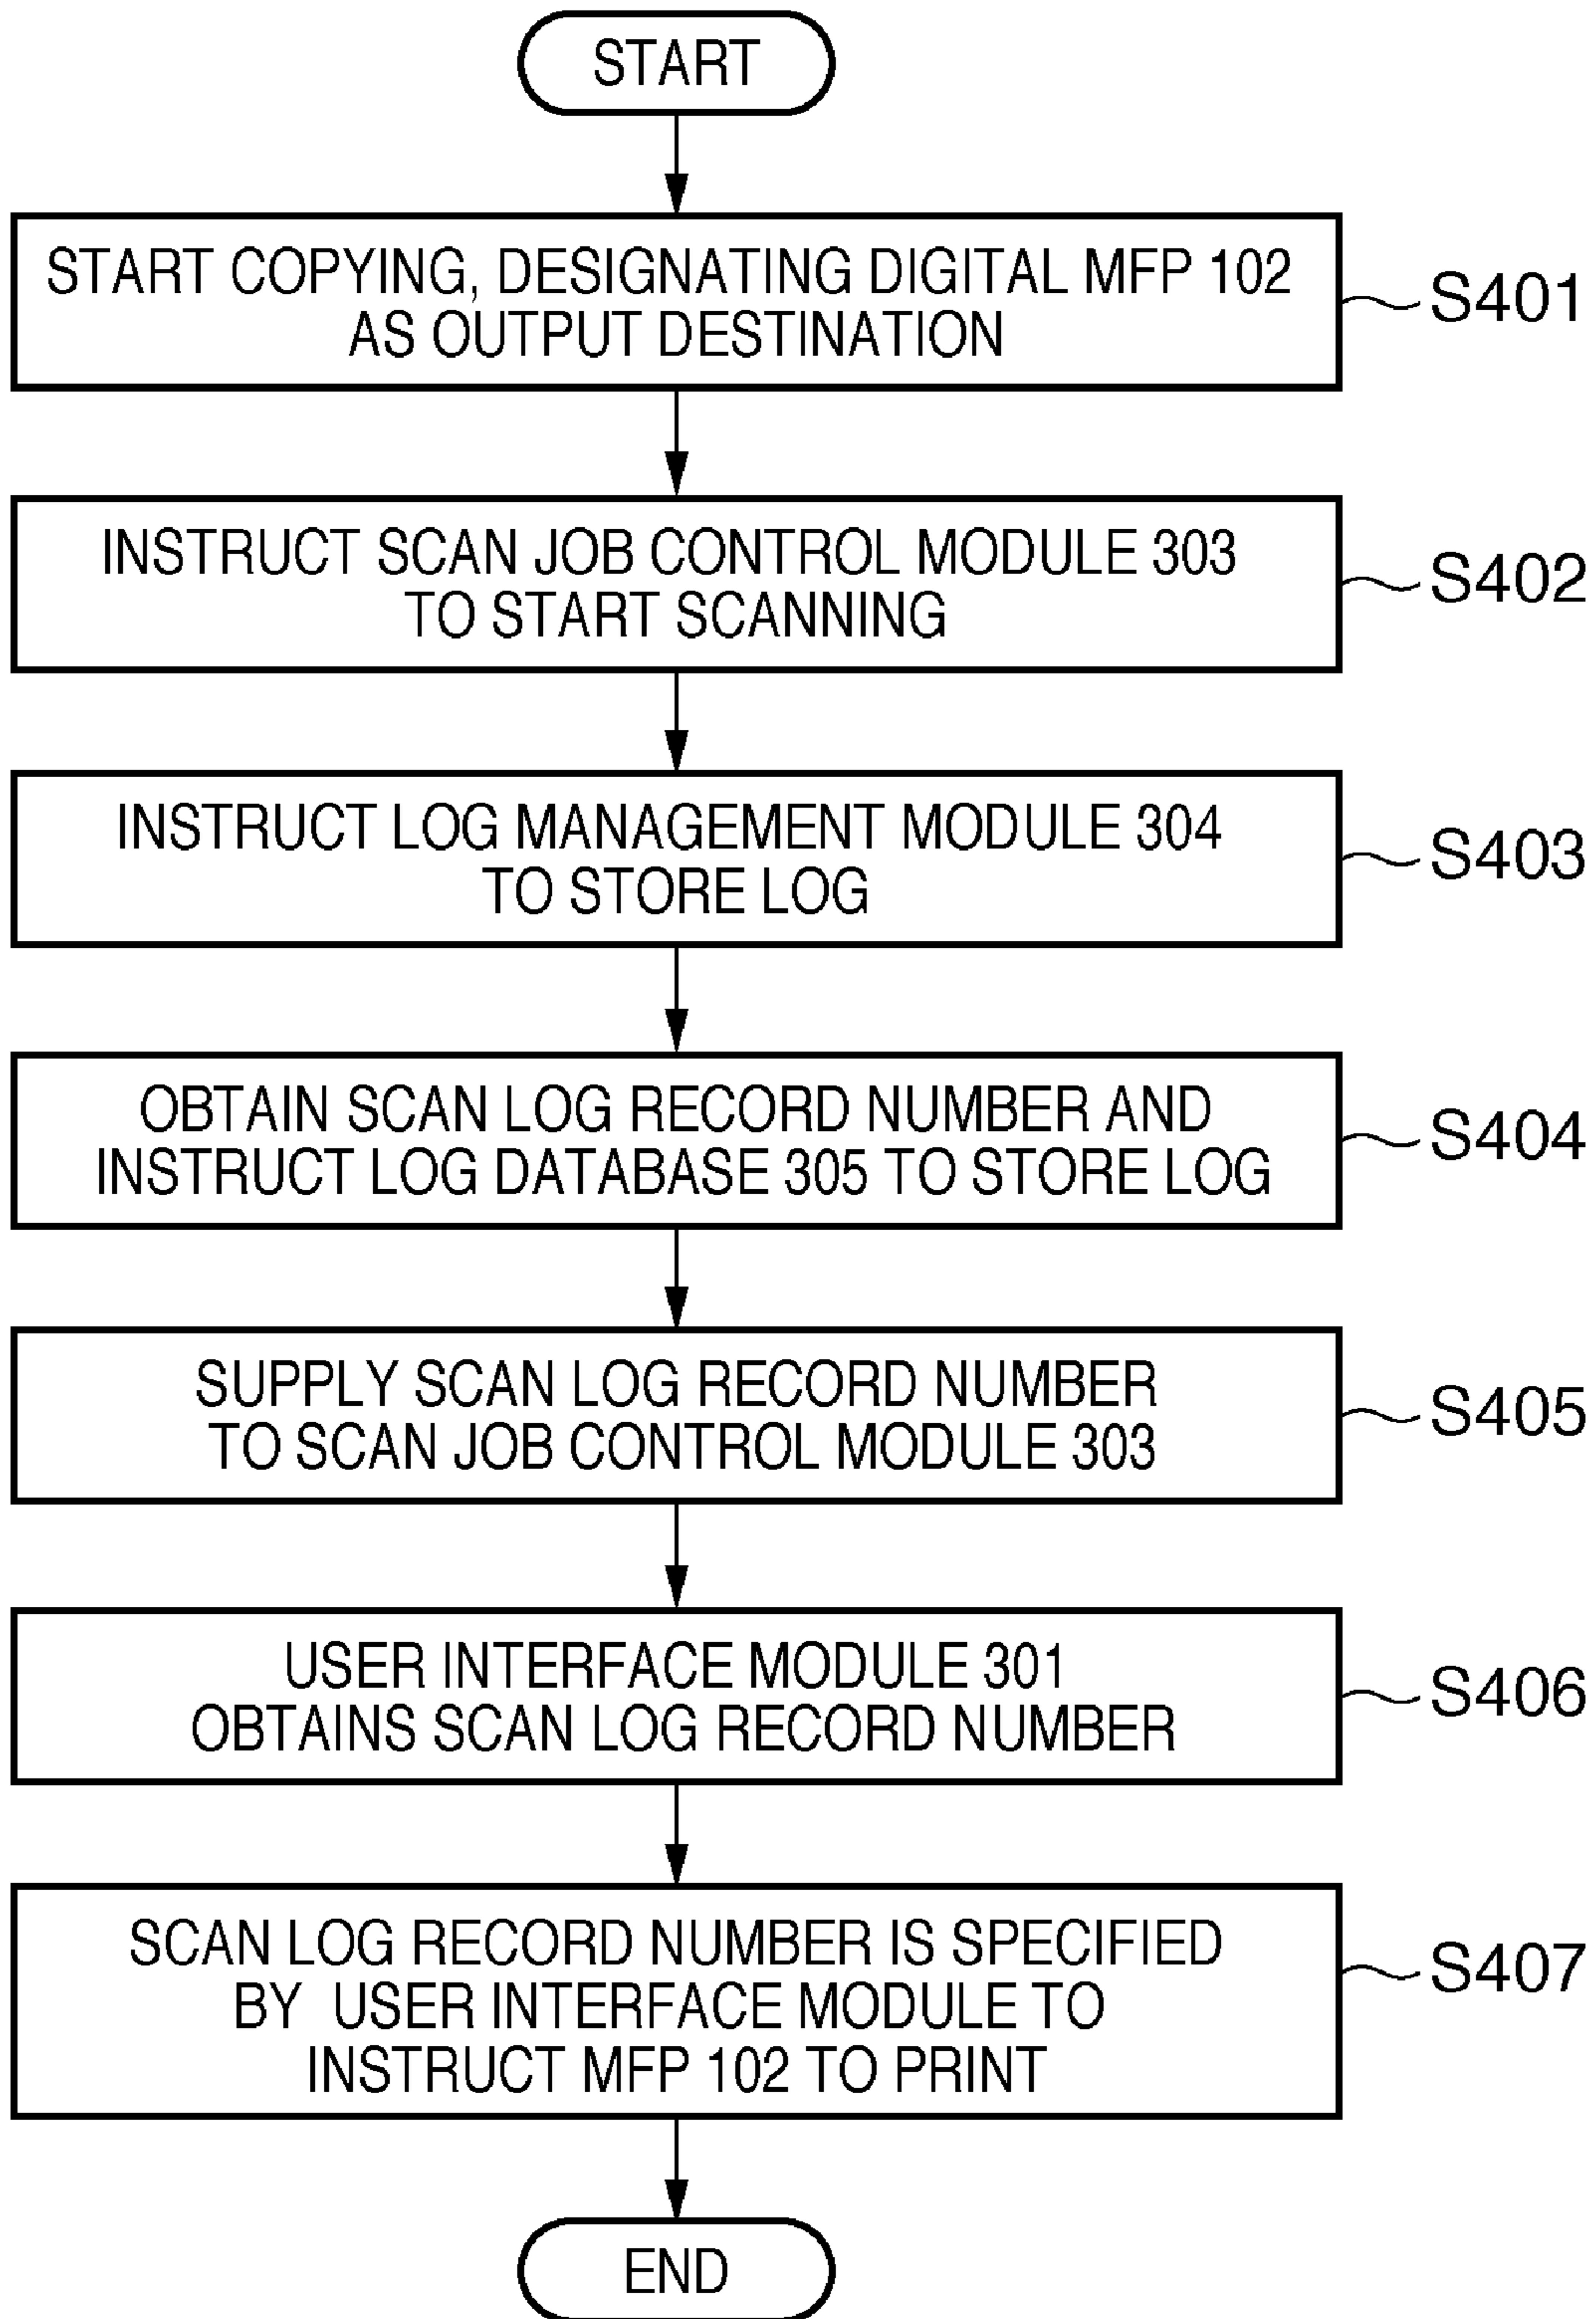 START
START COPYING, DESIGNATING DIGITAL MFP 102
AS OUTPUT DESTINATION
S401
INSTRUCT SCAN JOB CONTROL MODULE 303
TO START SCANNING
S402
INSTRUCT LOG MANAGEMENT MODULE 304
TO STORE LOG
S403
OBTAIN SCAN LOG RECORD NUMBER AND
INSTRUCT LOG DATABASE 305 TO STORE LOG
S404
SUPPLY SCAN LOG RECORD NUMBER
TO SCAN JOB CONTROL MODULE 303
S405
USER INTERFACE MODULE 301
OBTAINS SCAN LOG RECORD NUMBER
S406
SCAN LOG RECORD NUMBER IS SPECIFIED
BY USER INTERFACE MODULE TO
INSTRUCT MFP 102 TO PRINT
S407
END